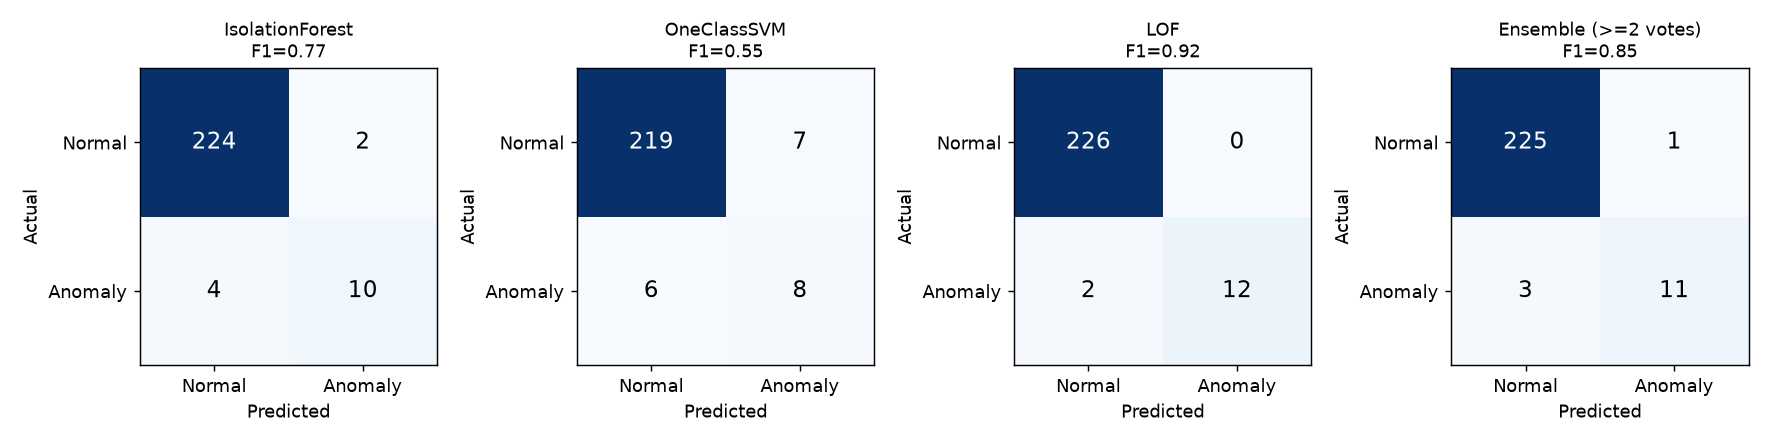 IsolationForest
F1=0.77
Normal
224
2
Actual
Anomaly
4
10
Normal
Anomaly
Predicted
OneClassSVM
F1=0.55
Normal
219
7
Actual
Anomaly
6
8
Normal
Anomaly
Predicted
LOF
F1=0.92
Normal
226
0
Actual
Anomaly
2
12
Normal
Anomaly
Predicted
Ensemble (>=2 votes)
F1=0.85
Normal
225
1
Actual
Anomaly
3
11
Normal
Anomaly
Predicted